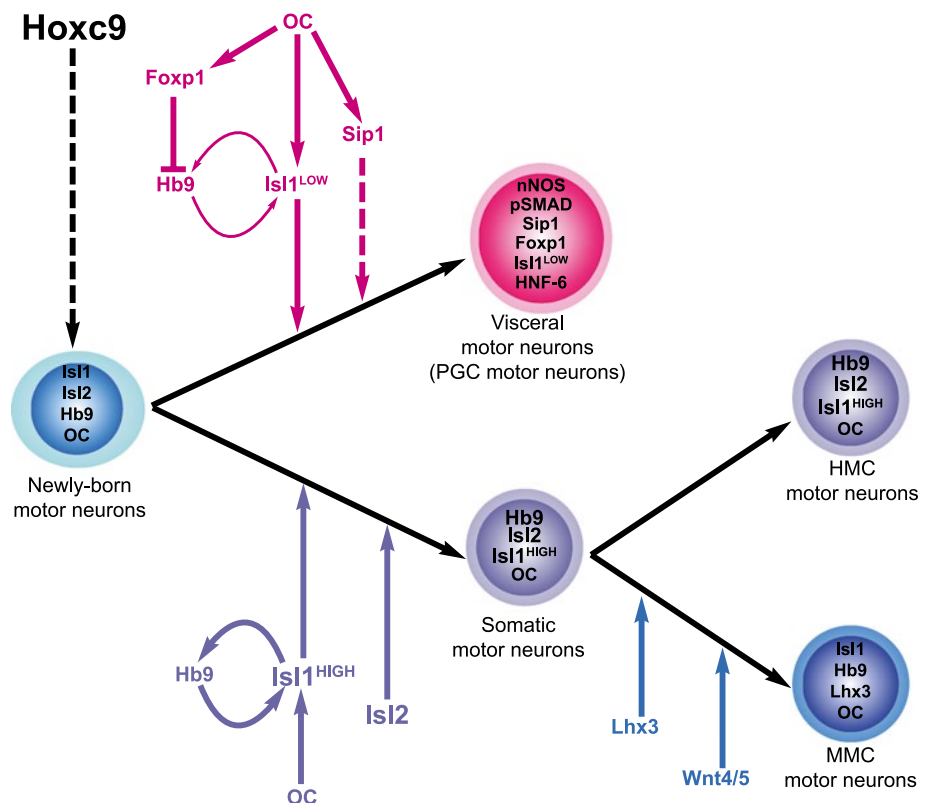 Hoxc9
OC
Foxp1
Sip1
Hb9
Isl1LOW
nNOS
pSMAD
Sip1
Foxp1
Isl1LOW
HNF-6
Visceral
motor neurons
(PGC motor neurons)
Isl1
Isl2
Hb9
OC
Newly-born
motor neurons
Hb9
Isl2
Isl1HIGH
OC
HMC
motor neurons
Hb9
Isl2
Isl1HIGH
OC
Somatic
motor neurons
Hb9
Isl1HIGH
Isl2
OC
Lhx3
Wnt4/5
Isl1
Hb9
Lhx3
OC
MMC
motor neurons